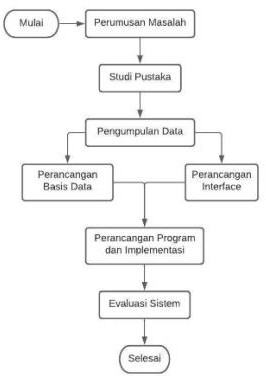 Mulai
Perumusan Masalah
Studi Pustaka
Pengumpulan Data
Perancangan
Basis Data
Perancangan
Interface
Perancangan Program
dan Implementasi
Evaluasi Sistem
Selesai